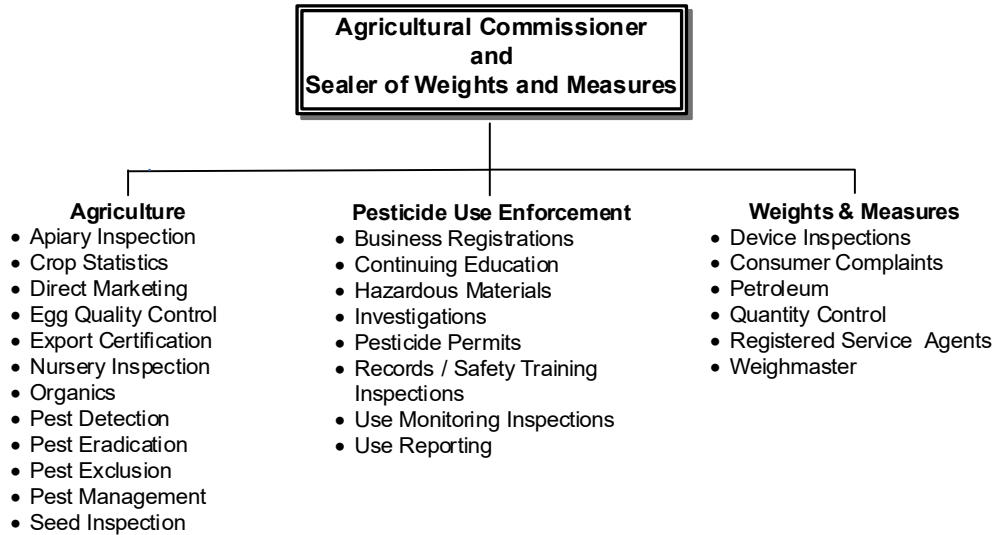 Agricultural Commissioner
and
Sealer of Weights and Measures
Agriculture
• Apiary Inspection
• Crop Statistics
• Direct Marketing
• Egg Quality Control
• Export Certification
• Nursery Inspection
• Organics
• Pest Detection
• Pest Eradication
• Pest Exclusion
• Pest Management
• Seed Inspection
Pesticide Use Enforcement
• Business Registrations
• Continuing Education
• Hazardous Materials
• Investigations
• Pesticide Permits
• Records / Safety Training
Inspections
• Use Monitoring Inspections
• Use Reporting
Weights & Measures
• Device Inspections
• Consumer Complaints
• Petroleum
• Quantity Control
• Registered Service Agents
• Weighmaster